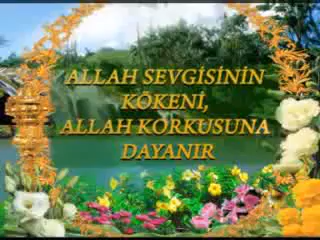 ALLAH SEVGİSİNİN
KÖKENİ,
ALLAH KORKUSUNA
DAYANIR